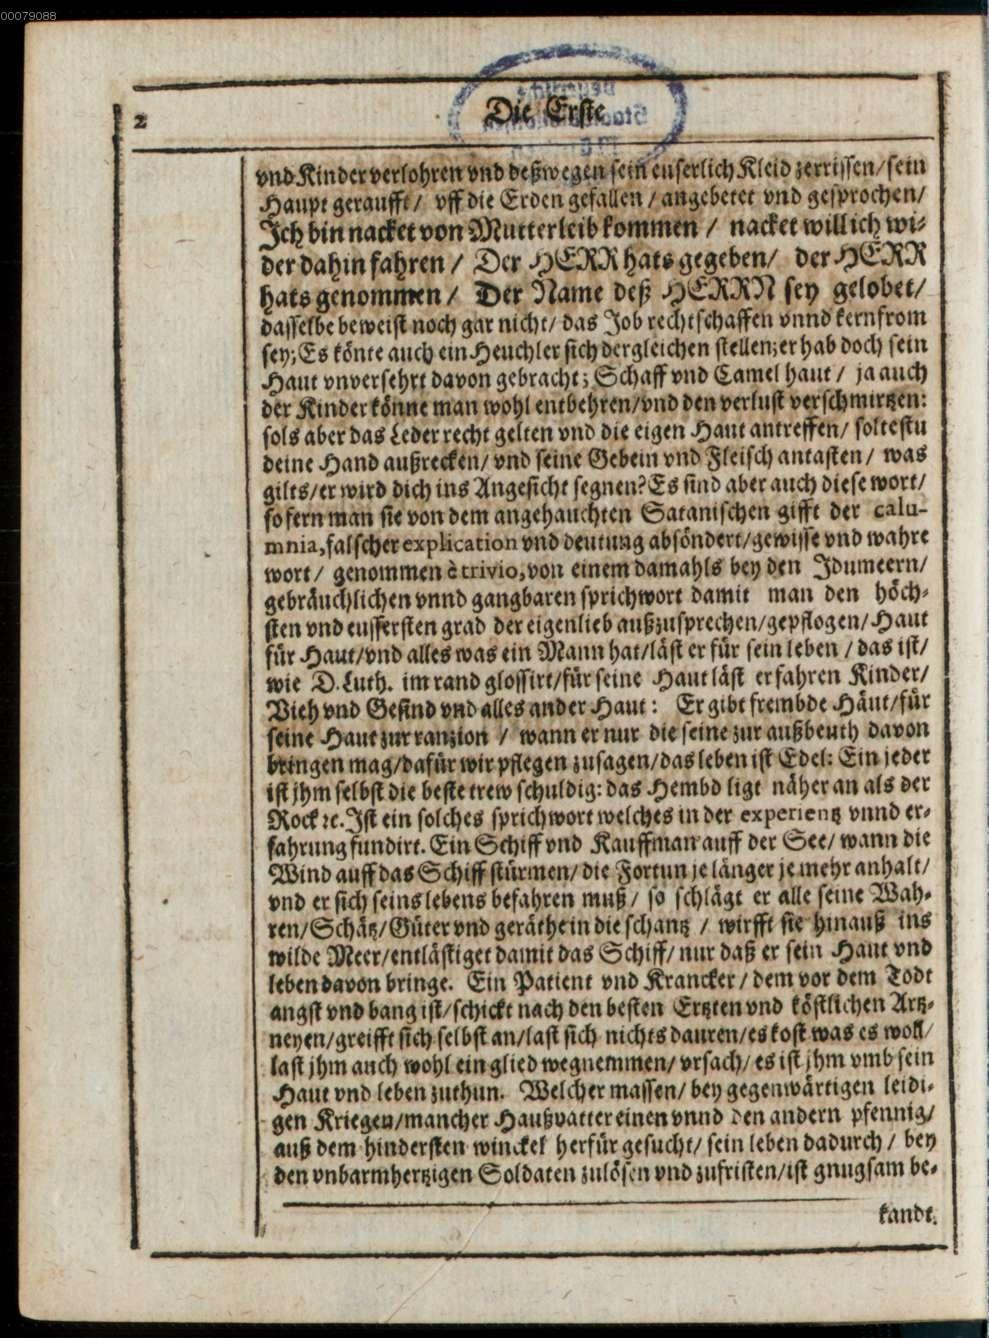 00079088
2
Die Erste
vnd Kinder verlohren vnd deßwegen sein euserlich Kleid zerrissen/sein
Haupt geraufft/ vff die Erden gefallen / angebetet vnd gesprochen/
Ich bin nacket von Mutterleib kommen / nacket will ich wi-
der dahin fahren / Der HERR hats gegeben/ der HERR
hats genommen/ Der Name deß HERRN sey gelobet/
dasselbe beweist noch gar nicht/ das Job rechtschaffen vnnd kernfrom
sey; Es könte auch ein Heuchler sich dergleichen stellen; er hab doch sein
Haut vnversehrt davon gebracht; Schaff vnd Camel haut / ja auch
der Kinder könne man wohl entbehren/vnd den verlust verschmirtzen:
sols aber das Leder recht gelten vnd die eigen Haut antreffen/ soltestu
deine Hand außrecken/ vnd seine Gebein vnd Fleisch antasten/ was
gilts/er wird dich ins Angesicht segnen? Es sind aber auch diese wort/
so fern man sie von dem angehauchten Satanischen gifft der calu-
mnia, falscher explication vnd deutung absöndert/gewisse vnd wahre
wort/ genommen è trivio, von einem damahls bey den Idumeern/
gebräuchlichen vnnd gangbaren sprichwort damit man den höch-
sten vnd eussersten grad der eigenlieb außzusprechen/gepflogen/ Haut
für Haut/vnd alles was ein Mann hat/läst er für sein leben / das ist/
wie D. Luth. im rand glossirt/für seine Haut läst er fahren Kinder/
Vieh vnd Gesind vnd alles ander Haut: Er gibt frembde Häut/für
seine Haut zur ranzion / wann er nur die seine zur außbeuth davon
bringen mag/dafür wir pflegen zusagen/das leben ist Edel: Ein jeder
ist jhm selbst die beste trew schuldig: das Hembd ligt näher an als der
Rock ꝛc. Ist ein solches sprichwort welches in der experientz vnnd er-
fahrung fundirt. Ein Schiff vnd Kauffman auff der See/ wann die
Wind auff das Schiff stürmen/ die Fortun je länger je mehr anhalt/
vnd er sich seins lebens befahren muß/ so schlägt er alle seine Wah-
ren/Schätz/Güter vnd geräthe in die schantz / wirfft sie hinauß ins
wilde Meer/entlästiget damit das Schiff/ nur daß er sein Haut vnd
leben davon bringe. Ein Patient vnd Krancker/ dem vor dem Todt
angst vnd bang ist/schickt nach den besten Ertzten vnd köstlichen Artz-
neyen/greifft sich selbst an/last sich nichts dauren/es kost was es woll/
last jhm auch wohl ein glied wegnemmen/ vrsach/ es ist jhm vmb sein
Haut vnd leben zuthun. Welcher massen/ bey gegenwärtigen leidi-
gen Kriegen/mancher Haußvatter einen vnnd den andern pfennig/
auß dem hindersten winckel herfür gesucht/ sein leben dadurch / bey
den vnbarmhertzigen Soldaten zulösen vnd zufristen/ist gnugsam be-
kandt.